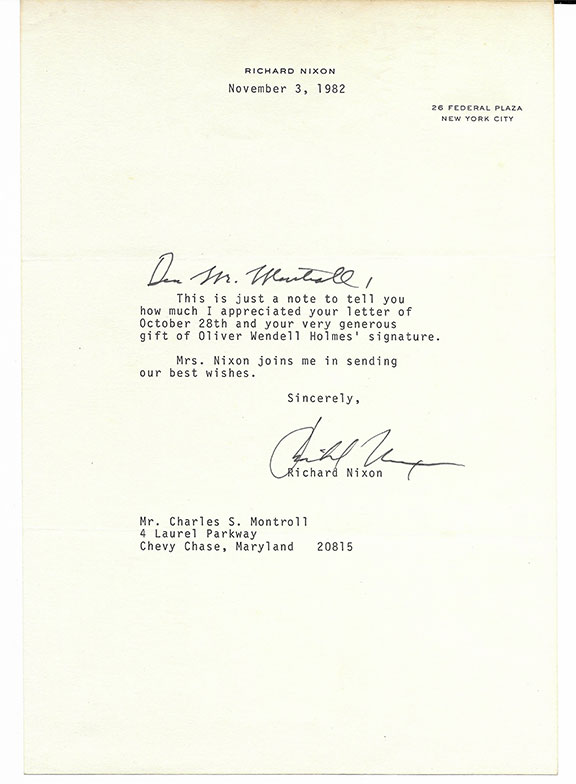 RICHARD NIXON
November 3, 1982
26 FEDERAL PLAZA
NEW YORK CITY
Dear Mr. Montroll,
This is just a note to tell you
how much I appreciated your letter of
October 28th and your very generous
gift of Oliver Wendell Holmes' signature.
Mrs. Nixon joins me in sending
our best wishes.
Sincerely,
Richard Nixon
Richard Nixon
Mr. Charles S. Montroll
4 Laurel Parkway
Chevy Chase, Maryland 20815